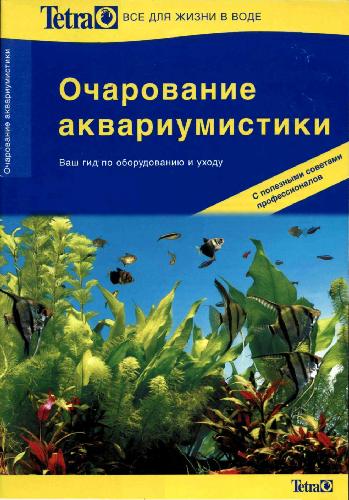 Tetra ВСЕ ДЛЯ ЖИЗНИ В ВОДЕ
Очарование аквариумистики
Очарование
аквариумистики
Ваш гид по оборудованию и уходу
С полезными советами
профессионалов
Tetra